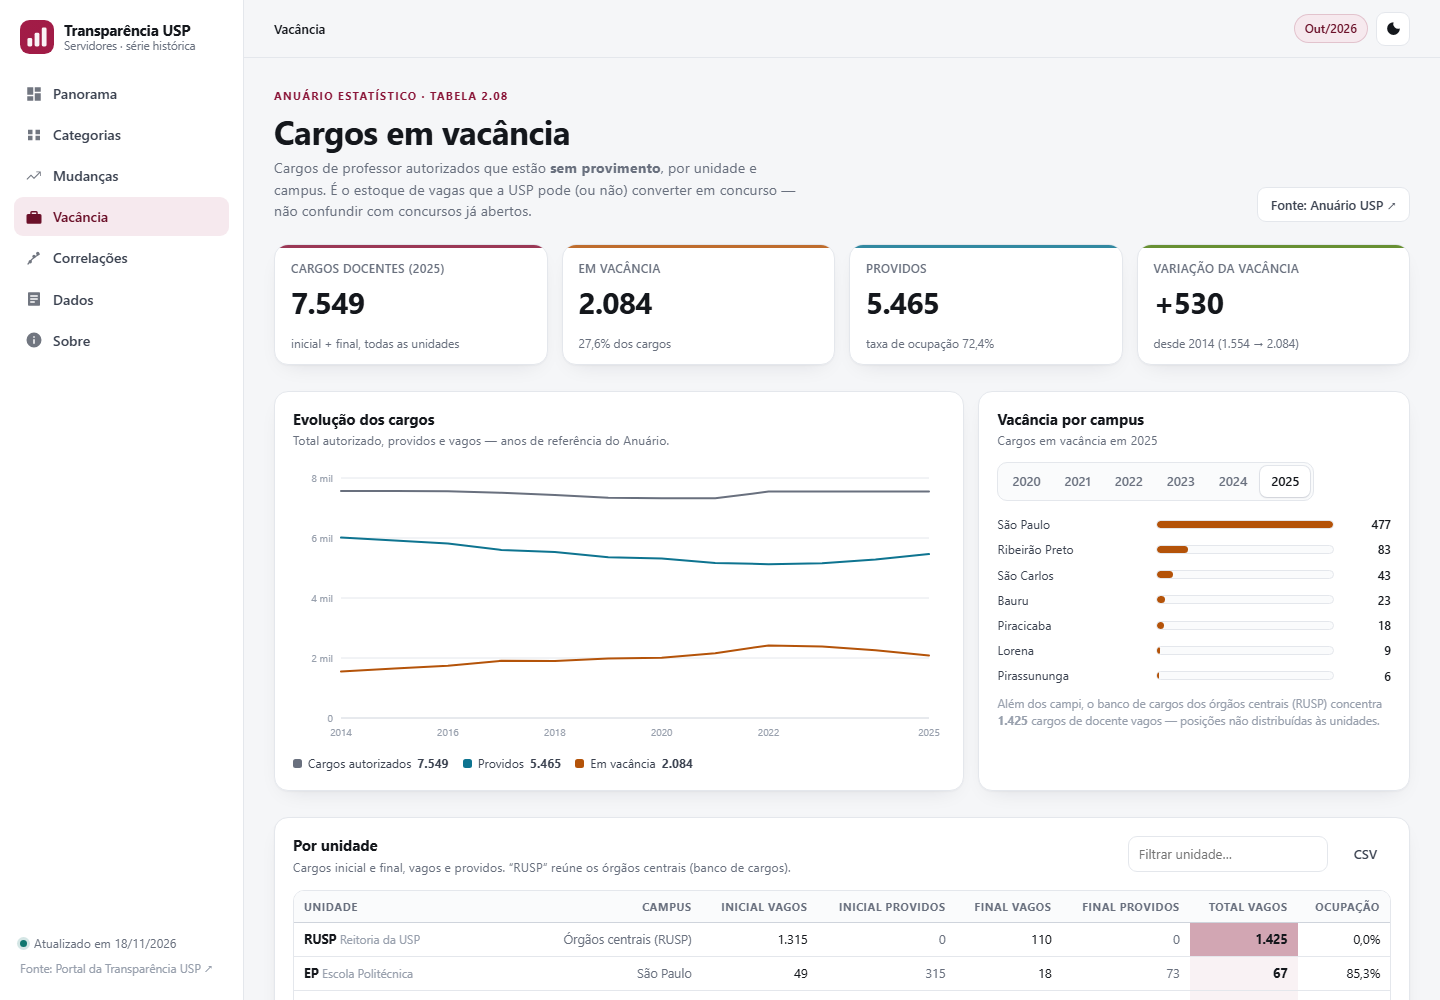 Transparência USP
Servidores · série histórica
Panorama
Categorias
Mudanças
Vacância
Correlações
Dados
Sobre
Atualizado em 18/11/2026
Fonte: Portal da Transparência USP ↗
Vacância
Out/2026
ANUÁRIO ESTATÍSTICO · TABELA 2.08
Cargos em vacância
Cargos de professor autorizados que estão sem provimento, por unidade e
campus. É o estoque de vagas que a USP pode (ou não) converter em concurso —
não confundir com concursos já abertos.
Fonte: Anuário USP ↗
CARGOS DOCENTES (2025)
7.549
inicial + final, todas as unidades
EM VACÂNCIA
2.084
27,6% dos cargos
PROVIDOS
5.465
taxa de ocupação 72,4%
VARIAÇÃO DA VACÂNCIA
+530
desde 2014 (1.554 → 2.084)
Evolução dos cargos
Total autorizado, providos e vagos — anos de referência do Anuário.
8 mil
6 mil
4 mil
2 mil
0
2014 2016 2018 2020 2022 2025
Cargos autorizados 7.549 Providos 5.465 Em vacância 2.084
Vacância por campus
Cargos em vacância em 2025
2020 2021 2022 2023 2024 2025
São Paulo 477
Ribeirão Preto 83
São Carlos 43
Bauru 23
Piracicaba 18
Lorena 9
Pirassununga 6
Além dos campi, o banco de cargos dos órgãos centrais (RUSP) concentra
1.425 cargos de docente vagos — posições não distribuídas às unidades.
Por unidade
Cargos inicial e final, vagos e providos. “RUSP” reúne os órgãos centrais (banco de cargos).
Filtrar unidade...
CSV
UNIDADE CAMPUS INICIAL VAGOS INICIAL PROVIDOS FINAL VAGOS FINAL PROVIDOS TOTAL VAGOS OCUPAÇÃO
RUSP Reitoria da USP Órgãos centrais (RUSP) 1.315 0 110 0 1.425 0,0%
EP Escola Politécnica São Paulo 49 315 18 73 67 85,3%